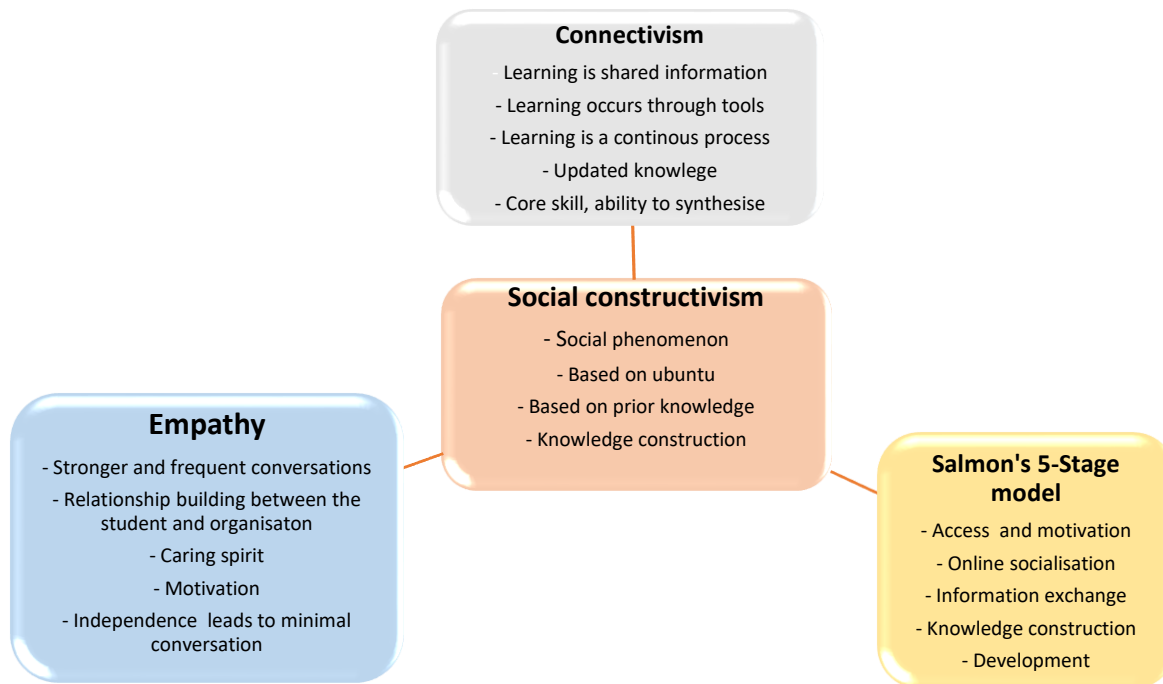 Connectivism
- Learning is shared information
- Learning occurs through tools
- Learning is a continous process
- Updated knowlege
- Core skill, ability to synthesise
Social constructivism
- Social phenomenon
- Based on ubuntu
- Based on prior knowledge
- Knowledge construction
Empathy
- Stronger and frequent conversations
- Relationship building between the
student and organisaton
- Caring spirit
- Motivation
- Independence leads to minimal
conversation
Salmon's 5-Stage
model
- Access and motivation
- Online socialisation
- Information exchange
- Knowledge construction
- Development